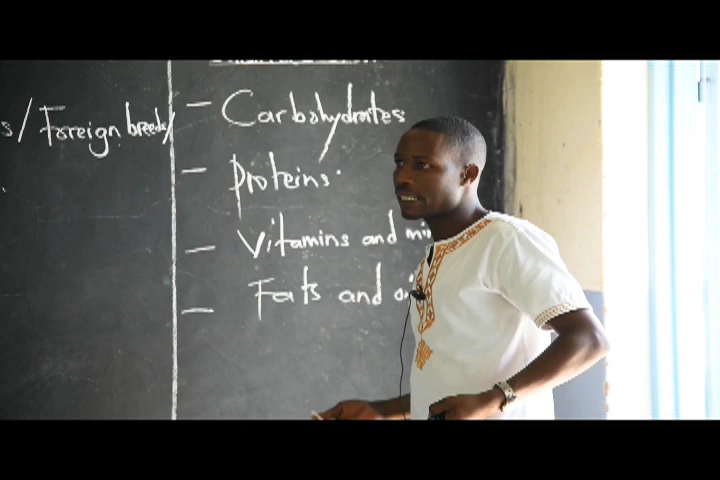 / Foreign breeds/
- Carbohydrates
- Proteins.
- Vitamins and
- Fats and